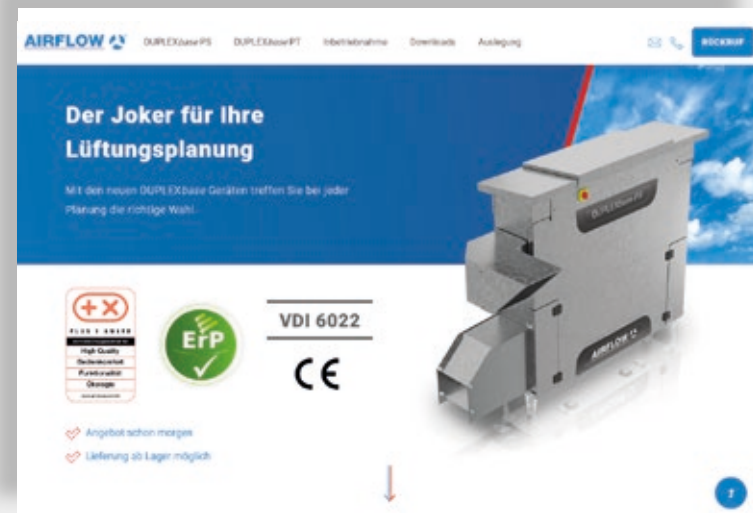 AIRFLOW
DUPLEXbase PS
DUPLEXbase PT
Inbetriebnahme
Downloads
Auslegung
RÜCKRUF
Der Joker für Ihre
Lüftungsplanung
Mit den neuen DUPLEXbase Geräten treffen Sie bei jeder
Planung die richtige Wahl.
DUPLEXbase PS
AIRFLOW
PLUS X AWARD
High Quality
Bedienkomfort
Funktionalität
Ökologie
ErP
VDI 6022
CE
Angebot schon morgen
Lieferung ab Lager möglich